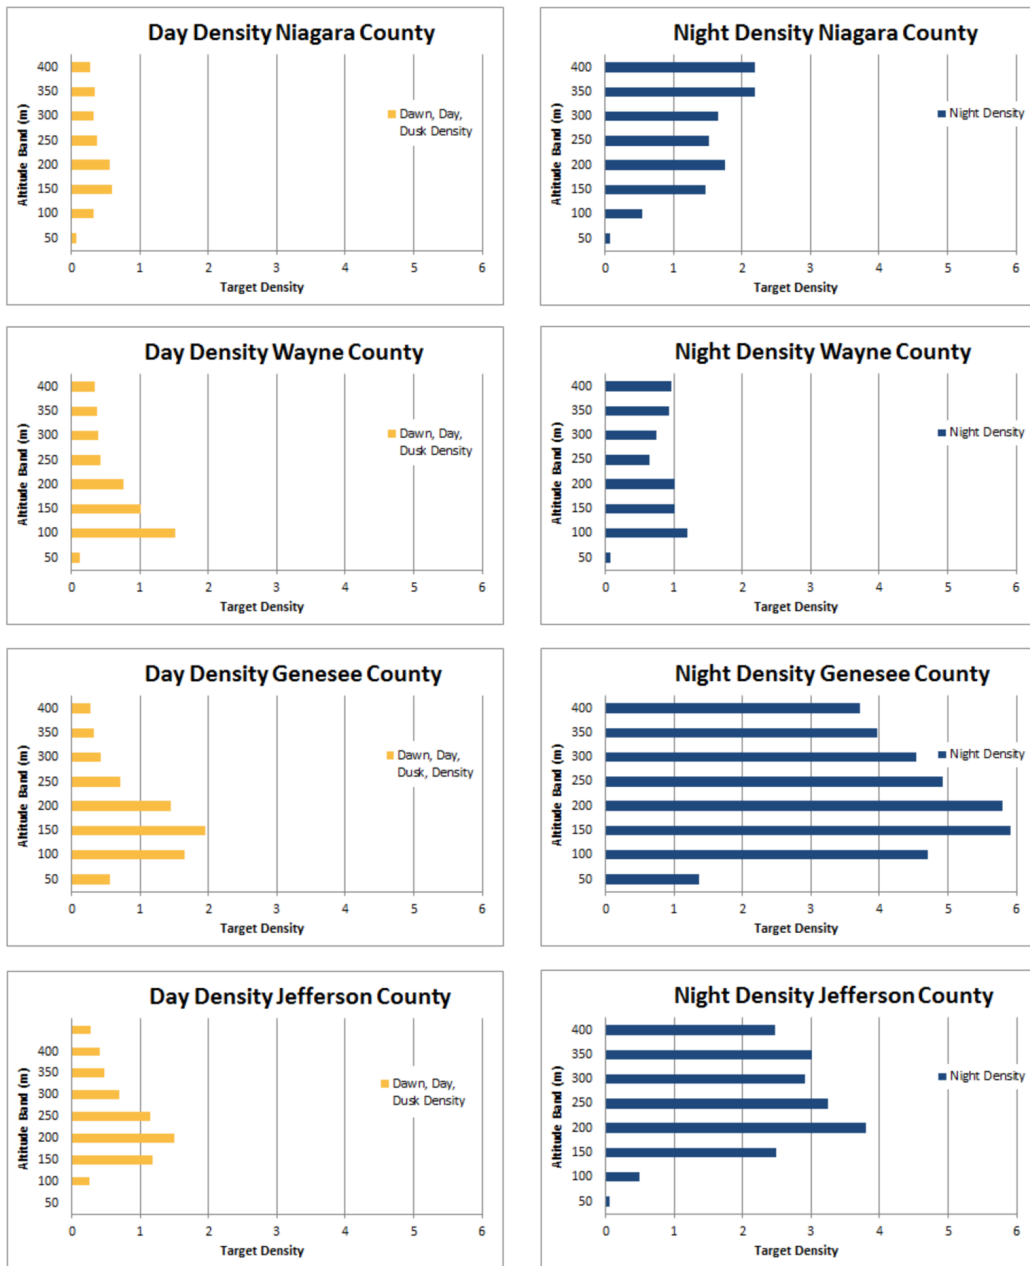 Day Density Niagara County
400
350
300
250
200
150
100
50
Altitude Band (m)
Dawn, Day,
Dusk Density
0 1 2 3 4 5 6
Target Density
Night Density Niagara County
400
350
300
250
200
150
100
50
Altitude Band (m)
Night Density
0 1 2 3 4 5 6
Target Density
Day Density Wayne County
400
350
300
250
200
150
100
50
Altitude Band (m)
Dawn, Day,
Dusk Density
0 1 2 3 4 5 6
Target Density
Night Density Wayne County
400
350
300
250
200
150
100
50
Altitude Band (m)
Night Density
0 1 2 3 4 5 6
Target Density
Day Density Genesee County
400
350
300
250
200
150
100
50
Altitude Band (m)
Dawn, Day,
Dusk, Density
0 1 2 3 4 5 6
Target Density
Night Density Genesee County
400
350
300
250
200
150
100
50
Altitude Band (m)
Night Density
0 1 2 3 4 5 6
Target Density
Day Density Jefferson County
400
350
300
250
200
150
100
50
Altitude Band (m)
Dawn, Day,
Dusk Density
0 1 2 3 4 5 6
Target Density
Night Density Jefferson County
400
350
300
250
200
150
100
50
Altitude Band (m)
Night Density
0 1 2 3 4 5 6
Target Density